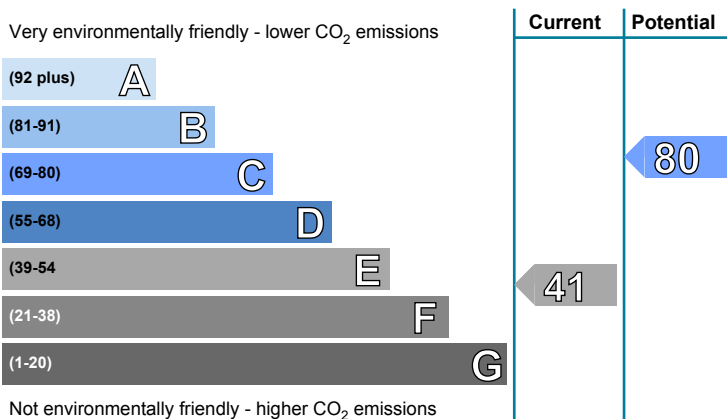 Very environmentally friendly - lower CO2 emissions
Current
Potential
(92 plus) A
(81-91) B
(69-80) C
80
(55-68) D
(39-54 E
41
(21-38) F
(1-20) G
Not environmentally friendly - higher CO2 emissions